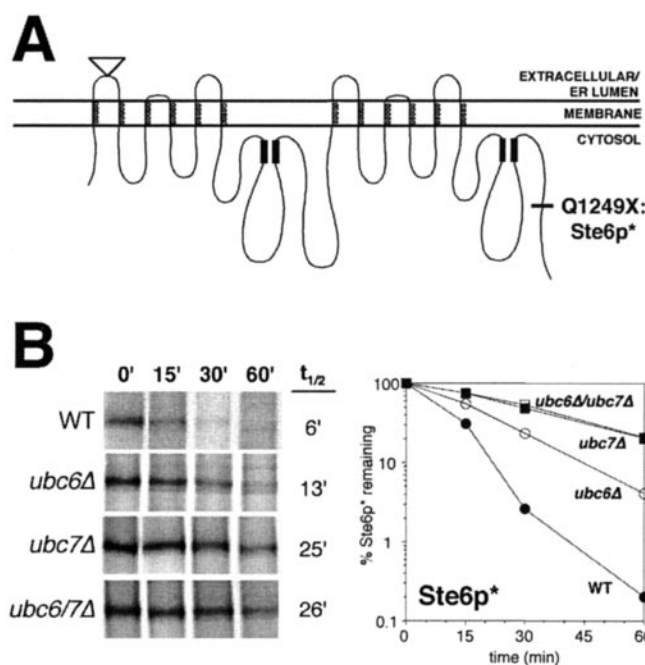 A
EXTRACELLULAR/
ER LUMEN
MEMBRANE
CYTOSOL
Q1249X:
Ste6p*
B
0' 15' 30' 60' t1/2
WT 6'
ubc6Δ 13'
ubc7Δ 25'
ubc6/7Δ 26'
% Ste6p* remaining
100
10
1
0.1
ubc6Δ/ubc7Δ
ubc7Δ
ubc6Δ
WT
Ste6p*
0 15 30 45 60
time (min)